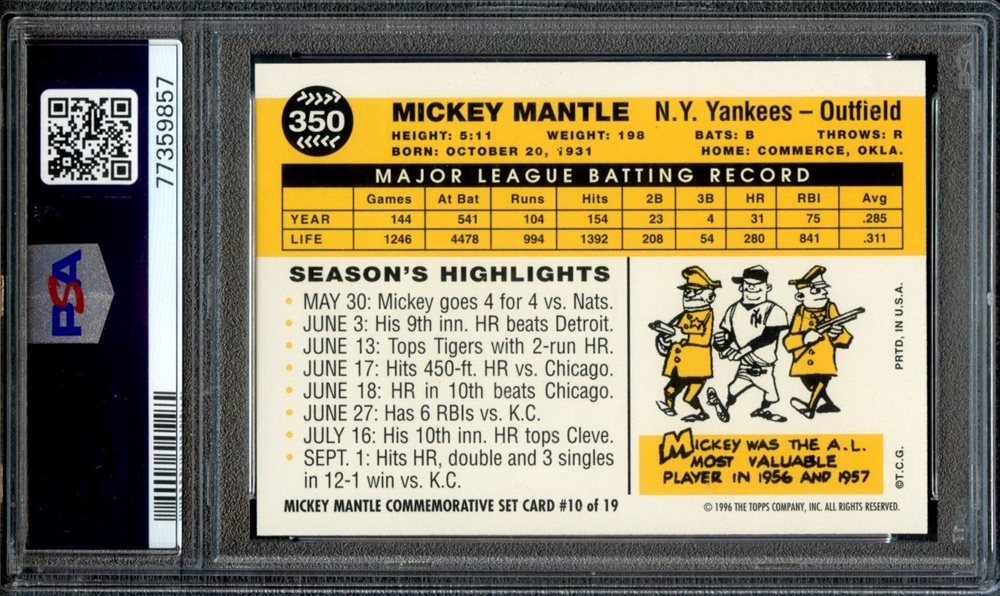 77359857
PSA
350
MICKEY MANTLE N.Y. Yankees – Outfield
HEIGHT: 5:11 WEIGHT: 198 BATS: B THROWS: R
BORN: OCTOBER 20, 1931 HOME: COMMERCE, OKLA.
MAJOR LEAGUE BATTING RECORD
Games At Bat Runs Hits 2B 3B HR RBI Avg
YEAR 144 541 104 154 23 4 31 75 .285
LIFE 1246 4478 994 1392 208 54 280 841 .311
SEASON'S HIGHLIGHTS
• MAY 30: Mickey goes 4 for 4 vs. Nats.
• JUNE 3: His 9th inn. HR beats Detroit.
• JUNE 13: Tops Tigers with 2-run HR.
• JUNE 17: Hits 450-ft. HR vs. Chicago.
• JUNE 18: HR in 10th beats Chicago.
• JUNE 27: Has 6 RBIs vs. K.C.
• JULY 16: His 10th inn. HR tops Cleve.
• SEPT. 1: Hits HR, double and 3 singles
in 12-1 win vs. K.C.
MICKEY MANTLE COMMEMORATIVE SET CARD #10 of 19
NY
MICKEY WAS THE A.L.
MOST VALUABLE
PLAYER IN 1956 AND 1957
PRTD. IN U.S.A.
©T.C.G.
© 1996 THE TOPPS COMPANY, INC. ALL RIGHTS RESERVED.